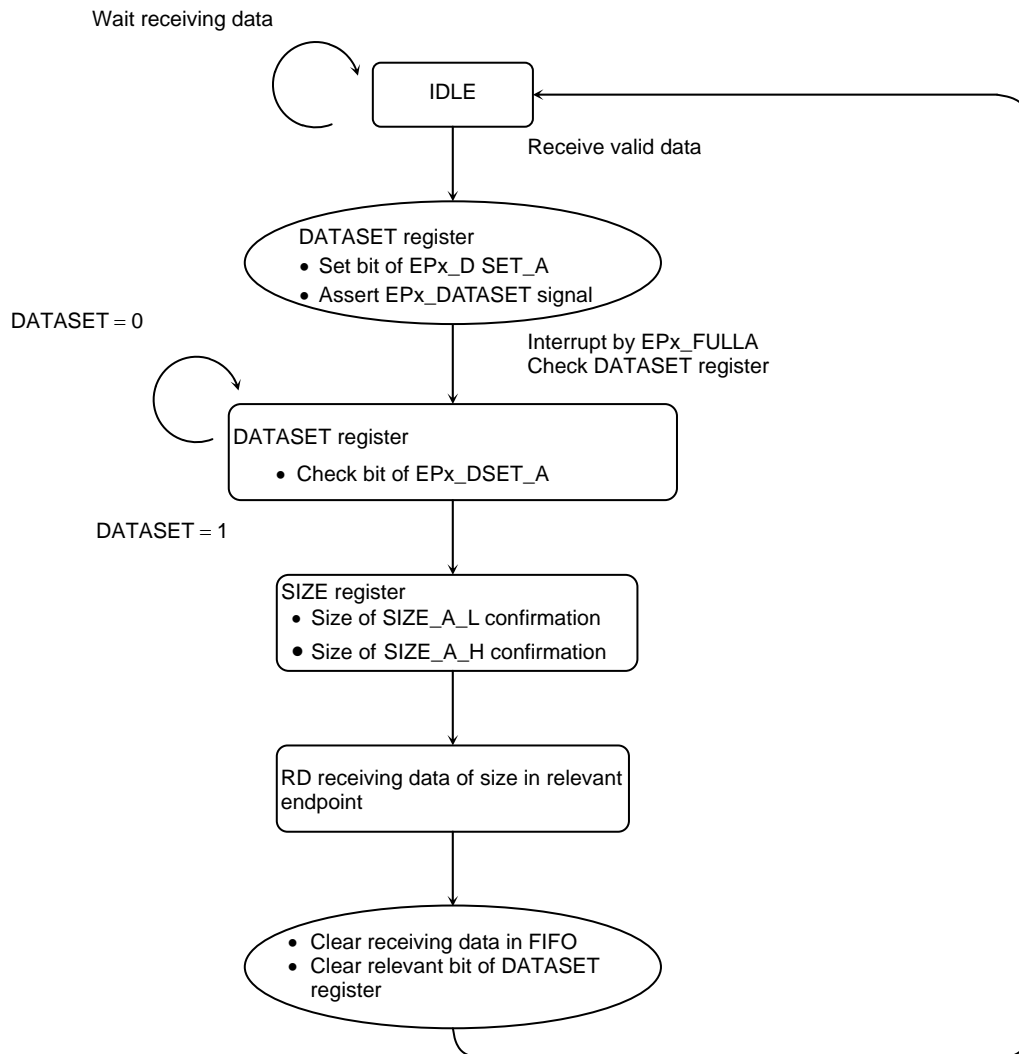 Wait receiving data
IDLE
Receive valid data
DATASET register
• Set bit of EPx_D SET_A
• Assert EPx_DATASET signal
DATASET = 0
Interrupt by EPx_FULLA
Check DATASET register
DATASET register
• Check bit of EPx_DSET_A
DATASET = 1
SIZE register
• Size of SIZE_A_L confirmation
• Size of SIZE_A_H confirmation
RD receiving data of size in relevant
endpoint
• Clear receiving data in FIFO
• Clear relevant bit of DATASET
register